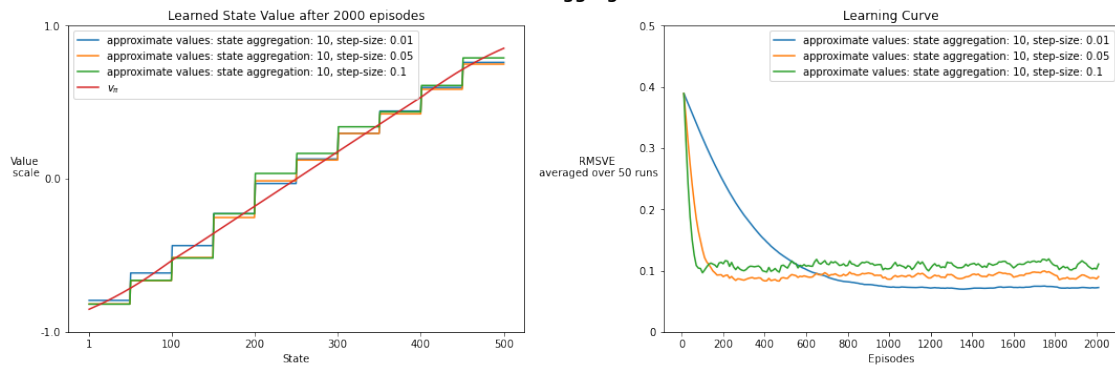 Learned State Value after 2000 episodes
1.0
approximate values: state aggregation: 10, step-size: 0.01
approximate values: state aggregation: 10, step-size: 0.05
approximate values: state aggregation: 10, step-size: 0.1
vπ
Value
scale
0.0
-1.0
1 100 200 300 400 500
State
Learning Curve
0.5
approximate values: state aggregation: 10, step-size: 0.01
approximate values: state aggregation: 10, step-size: 0.05
approximate values: state aggregation: 10, step-size: 0.1
0.4
0.3
RMSVE
averaged over 50 runs
0.2
0.1
0
0 200 400 600 800 1000 1200 1400 1600 1800 2000
Episodes